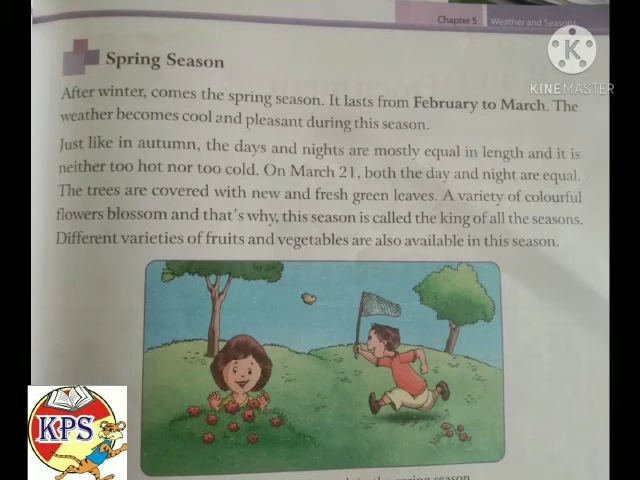 Chapter 5 Weather and Seasons
KINEMASTER
Spring Season
After winter, comes the spring season. It lasts from February to March. The
weather becomes cool and pleasant during this season.
Just like in autumn, the days and nights are mostly equal in length and it is
neither too hot nor too cold. On March 21, both the day and night are equal.
The trees are covered with new and fresh green leaves. A variety of colourful
flowers blossom and that's why, this season is called the king of all the seasons.
Different varieties of fruits and vegetables are also available in this season.
KPS
in the spring season